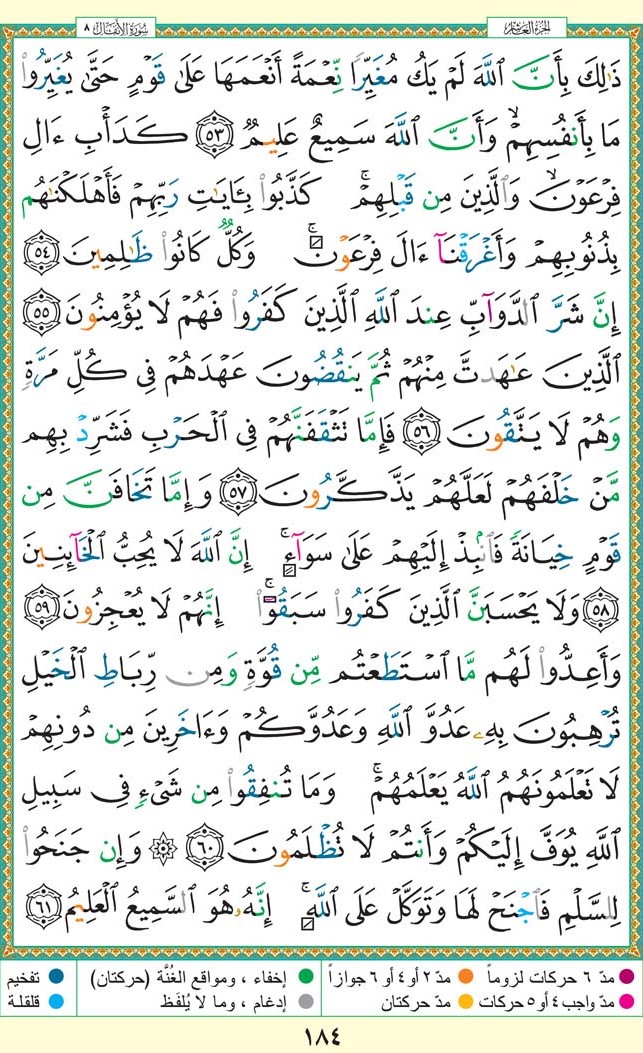 الجزء العاشر
سورة الأنفال ٨
ذَٰلِكَ بِأَنَّ ٱللَّهَ لَمْ يَكُ مُغَيِّرًا نِّعْمَةً أَنْعَمَهَا عَلَىٰ قَوْمٍ حَتَّىٰ يُغَيِّرُوا۟
مَا بِأَنفُسِهِمْ ۙ وَأَنَّ ٱللَّهَ سَمِيعٌ عَلِيمٌ ٥٣ كَدَأْبِ ءَالِ
فِرْعَوْنَ ۙ وَٱلَّذِينَ مِن قَبْلِهِمْ ۚ كَذَّبُوا۟ بِـَٔايَـٰتِ رَبِّهِمْ فَأَهْلَكْنَـٰهُم
بِذُنُوبِهِمْ وَأَغْرَقْنَآ ءَالَ فِرْعَوْنَ ۚ وَكُلٌّ كَانُوا۟ ظَـٰلِمِينَ ٥٤
إِنَّ شَرَّ ٱلدَّوَآبِّ عِندَ ٱللَّهِ ٱلَّذِينَ كَفَرُوا۟ فَهُمْ لَا يُؤْمِنُونَ ٥٥
ٱلَّذِينَ عَـٰهَدتَّ مِنْهُمْ ثُمَّ يَنقُضُونَ عَهْدَهُمْ فِى كُلِّ مَرَّةٍ
وَهُمْ لَا يَتَّقُونَ ٥٦ فَإِمَّا تَثْقَفَنَّهُمْ فِى ٱلْحَرْبِ فَشَرِّدْ بِهِم
مَّنْ خَلْفَهُمْ لَعَلَّهُمْ يَذَّكَّرُونَ ٥٧ وَإِمَّا تَخَافَنَّ مِن
قَوْمٍ خِيَانَةً فَٱنۢبِذْ إِلَيْهِمْ عَلَىٰ سَوَآءٍ ۚ إِنَّ ٱللَّهَ لَا يُحِبُّ ٱلْخَآئِنِينَ
٥٨ وَلَا يَحْسَبَنَّ ٱلَّذِينَ كَفَرُوا۟ سَبَقُوٓا۟ ۚ إِنَّهُمْ لَا يُعْجِزُونَ ٥٩
وَأَعِدُّوا۟ لَهُم مَّا ٱسْتَطَعْتُم مِّن قُوَّةٍ وَمِن رِّبَاطِ ٱلْخَيْلِ
تُرْهِبُونَ بِهِۦ عَدُوَّ ٱللَّهِ وَعَدُوَّكُمْ وَءَاخَرِينَ مِن دُونِهِمْ
لَا تَعْلَمُونَهُمُ ٱللَّهُ يَعْلَمُهُمْ ۚ وَمَا تُنفِقُوا۟ مِن شَىْءٍ فِى سَبِيلِ
ٱللَّهِ يُوَفَّ إِلَيْكُمْ وَأَنتُمْ لَا تُظْلَمُونَ ٦٠ ۞ وَإِن جَنَحُوا۟
لِلسَّلْمِ فَٱجْنَحْ لَهَا وَتَوَكَّلْ عَلَى ٱللَّهِ ۚ إِنَّهُۥ هُوَ ٱلسَّمِيعُ ٱلْعَلِيمُ ٦١
مدّ ٦ حركات لزوماً مدّ ٢ أو ٤ أو ٦ جوازاً إخفاء ، ومواقع الغُنَّة (حركتان) تفخيم
مدّ واجب ٤ أو ٥ حركات مدّ حركتان إدغام ، وما لا يُلفَظ قلقلة
١٨٤